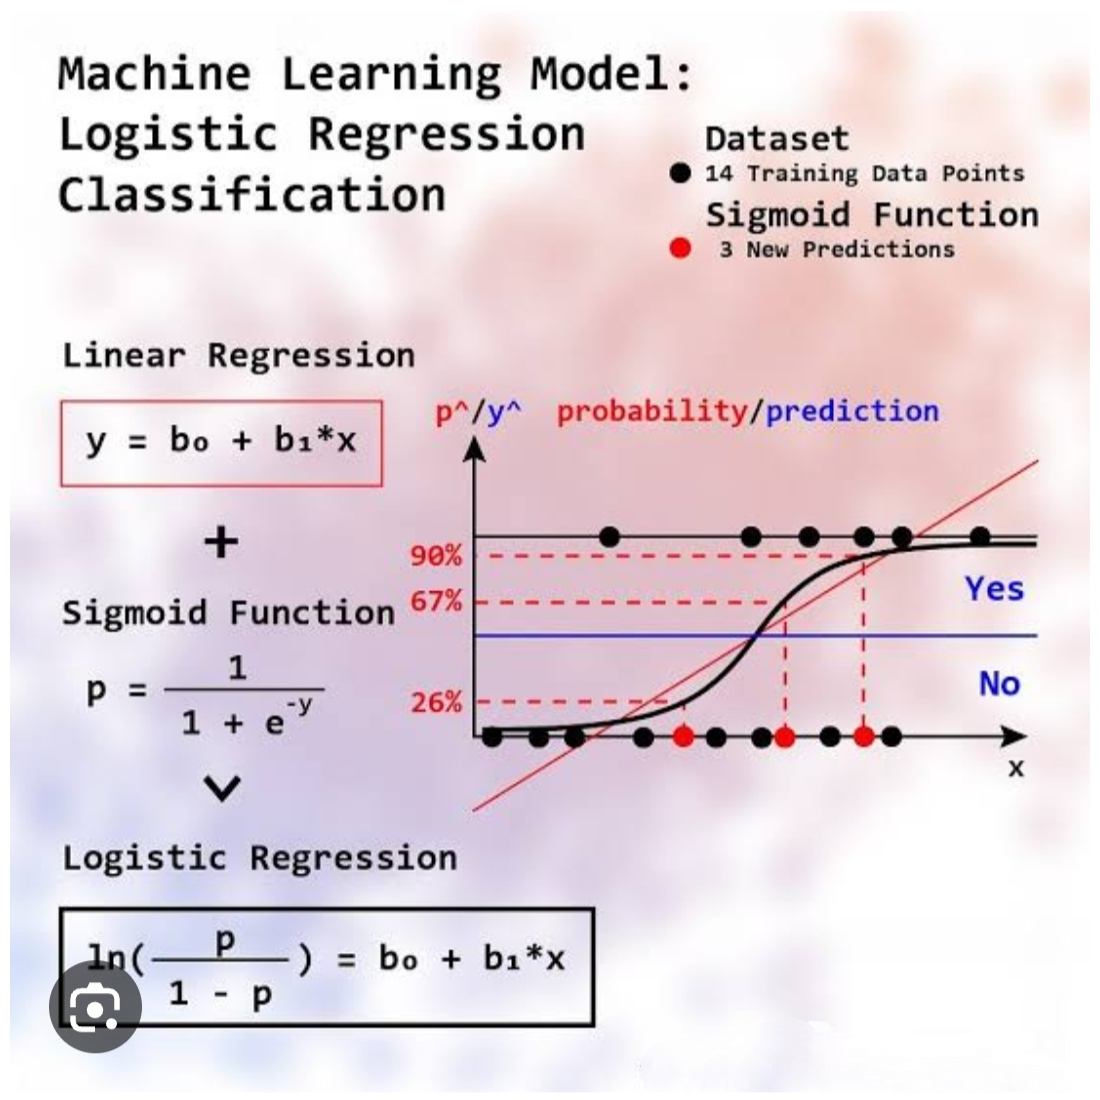 Machine Learning Model:
Logistic Regression
Classification
Dataset
14 Training Data Points
Sigmoid Function
3 New Predictions
Linear Regression
y = b₀ + b₁*x
+
Sigmoid Function
p = 1 / 1 + e^-y
Logistic Regression
ln( p / 1 - p ) = b₀ + b₁*x
p^/y^ probability/prediction
90%
67%
26%
Yes
No
x